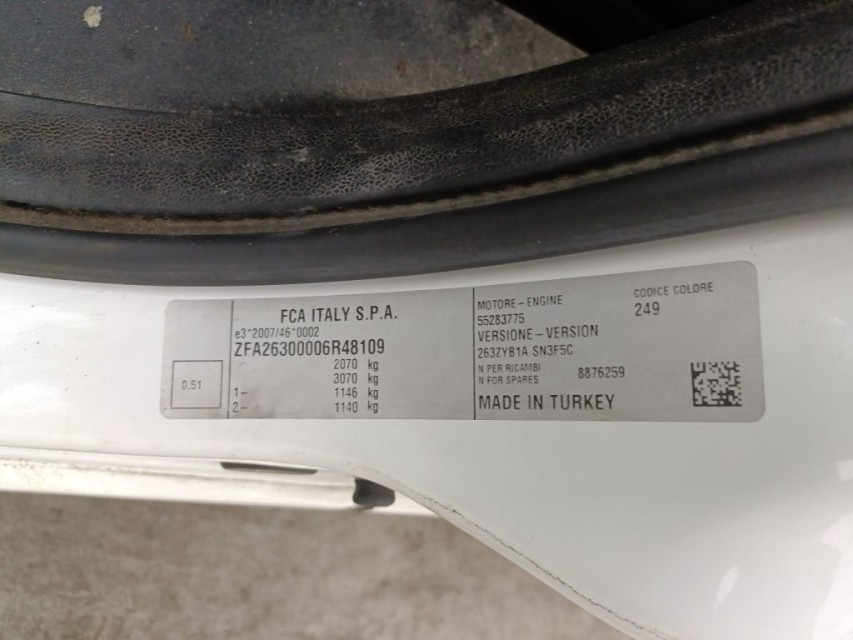 FCA ITALY S.P.A.
e3*2007/46*0002
ZFA26300006R48109
2070 kg
3070 kg
1- 1146 kg
2- 1140 kg
0.51
MOTORE - ENGINE
55283775
VERSIONE - VERSION
263ZYB1A SN3F5C
N PER RICAMBI
N FOR SPARES 8876259
MADE IN TURKEY
CODICE COLORE
249